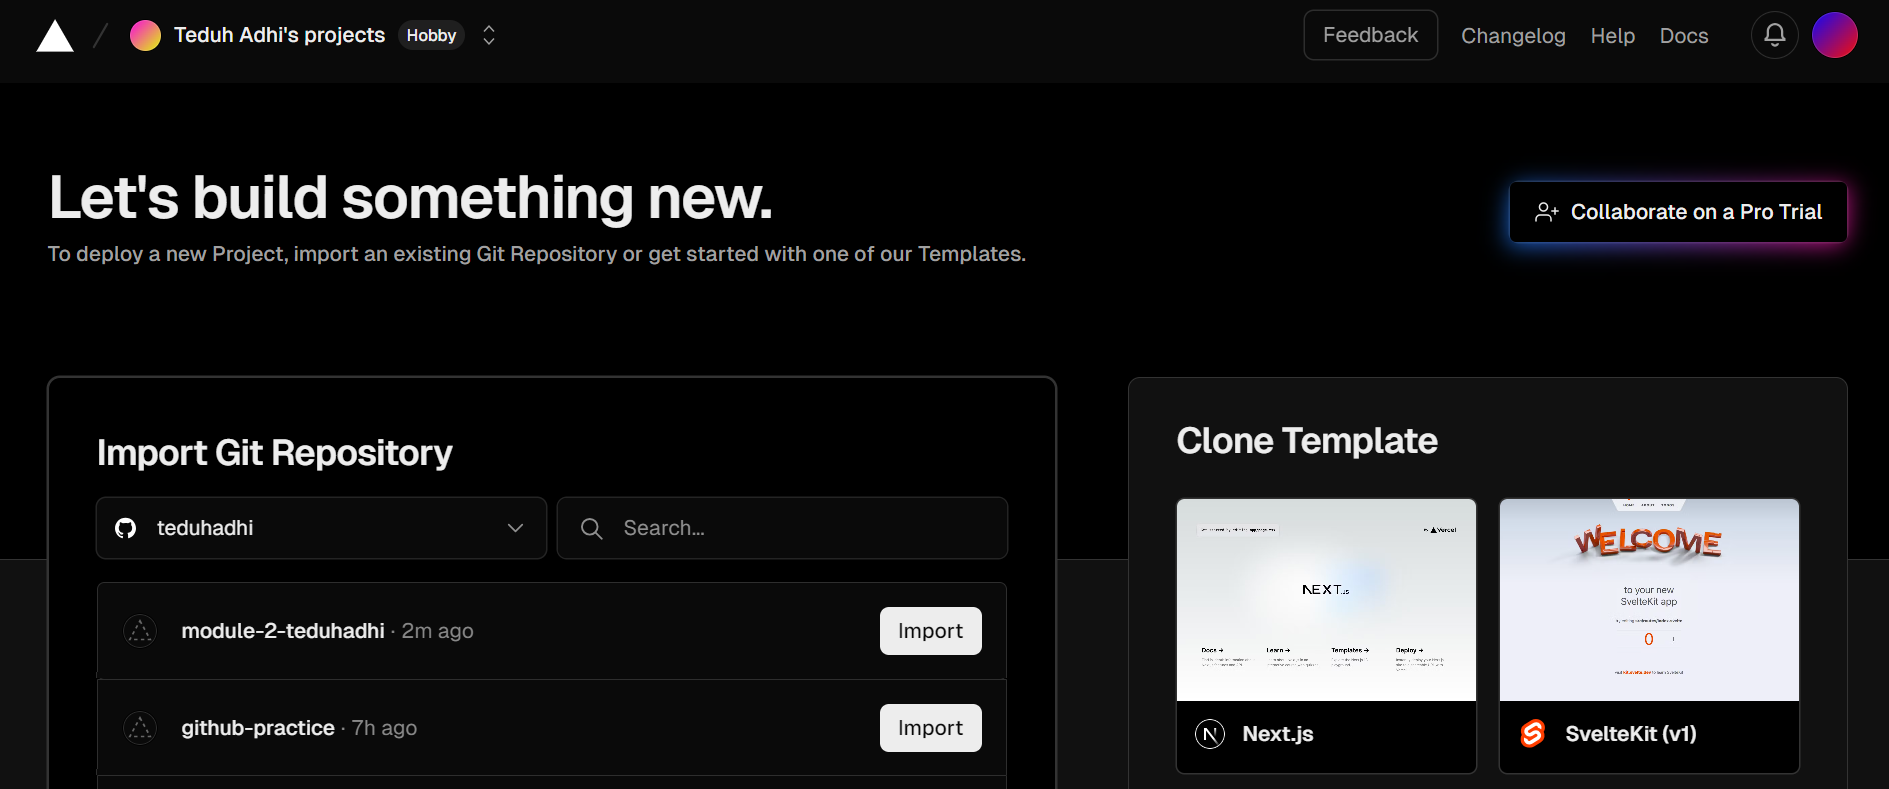 Teduh Adhi's projects Hobby
Feedback Changelog Help Docs
Let's build something new.
To deploy a new Project, import an existing Git Repository or get started with one of our Templates.
Collaborate on a Pro Trial
Import Git Repository
teduhadhi
Search...
module-2-teduhadhi · 2m ago
Import
github-practice · 7h ago
Import
Clone Template
Vercel
NEXT.js
Docs →
Learn →
Templates →
Deploy →
N Next.js
WELCOME
to your new
SvelteKit app
0
SvelteKit (v1)